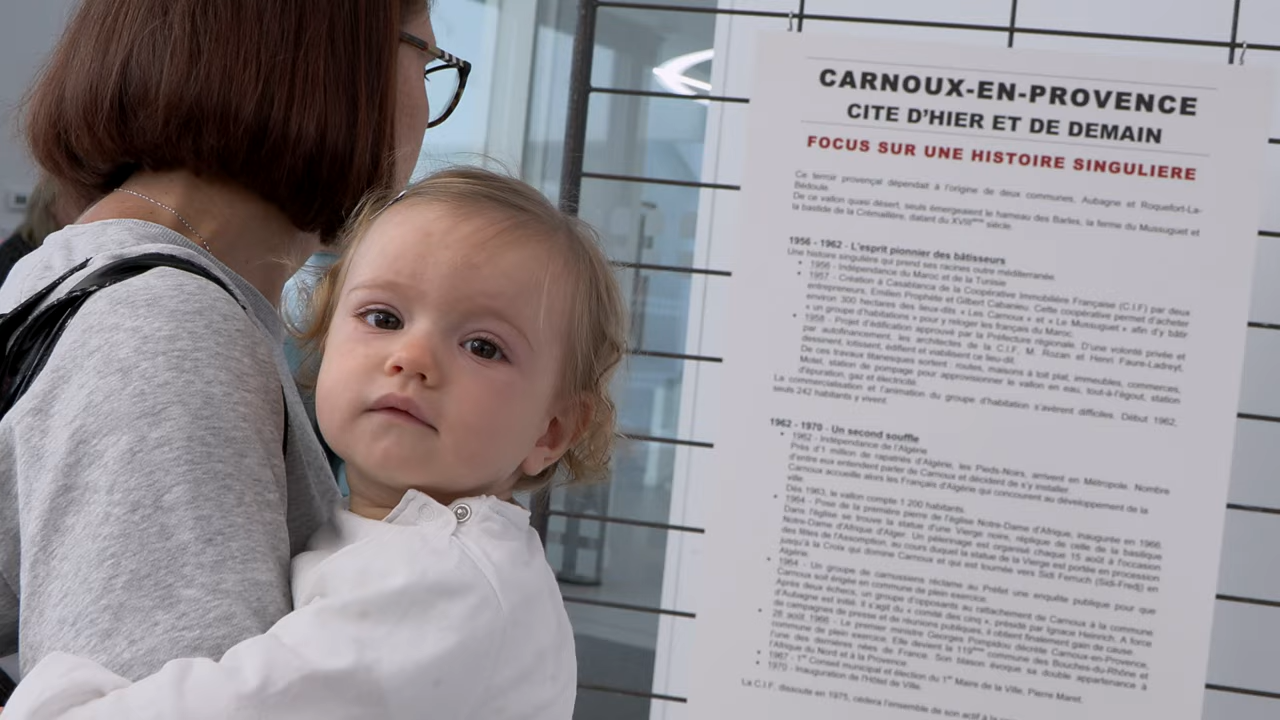 CARNOUX-EN-PROVENCE
CITE D'HIER ET DE DEMAIN
FOCUS SUR UNE HISTOIRE SINGULIERE
Ce terroir provençal dépendait à l'origine de deux communes, Aubagne et Roquefort-La-
Bédoule.
De ce vallon quasi désert, seuls émergeaient le hameau des Barles, la ferme du Mussuguet et
la bastide de la Crémaillère, datant du XVIIIème siècle.
1956 - 1962 - L'esprit pionnier des bâtisseurs
Une histoire singulière qui prend ses racines outre méditerranée.
• 1956 - Indépendance du Maroc et de la Tunisie
• 1957 - Création à Casablanca de la Coopérative Immobilière Française (C.I.F) par deux
entrepreneurs, Emilien Prophète et Gilbert Cabanieu. Cette coopérative permet d'acheter
environ 300 hectares des lieux-dits « Les Carnoux » et « Le Mussuguet » afin d'y bâtir
« un groupe d'habitations » pour y reloger les français du Maroc.
• 1958 - Projet d'édification approuvé par la Préfecture régionale. D'une volonté privée et
par autofinancement, les architectes de la C.I.F, M. Rozan et Henri Faure-Ladreyt,
dessinent, lotissent, édifient et viabilisent ce lieu dit.
De ces travaux titanesques sortent : routes, maisons à toit plat, immeubles, commerces,
Motel, station de pompage pour approvisionner le vallon en eau, tout-à-l'égout, station
d'épuration, gaz et électricité.
La commercialisation et l'animation du groupe d'habitation s'avèrent difficiles. Début 1962,
seuls 242 habitants y vivent.
1962 - 1970 - Un second souffle
• 1962 - Indépendance de l'Algérie
Près d'1 million de rapatriés d'Algérie, les Pieds-Noirs, arrivent en Métropole. Nombre
d'entre eux entendent parler de Carnoux et décident de s'y installer.
Carnoux accueille alors les Français d'Algérie qui concourent au développement de la
ville.
Dès 1963, le vallon compte 1 200 habitants.
• 1964 - Pose de la première pierre de l'église Notre-Dame d'Afrique, inaugurée en 1966.
Dans l'église se trouve la statue d'une Vierge noire, réplique de celle de la basilique
Notre-Dame d'Afrique d'Alger. Un pèlerinage est organisé chaque 15 août à l'occasion
des fêtes de l'Assomption, au cours duquel la statue de la Vierge est portée en procession
jusqu'à la Croix qui domine Carnoux et qui est tournée vers Sidi Ferruch (Sidi-Fredj) en
Algérie.
• 1964 - Un groupe de carnussiens réclame au Préfet une enquête publique pour que
Carnoux soit érigée en commune de plein exercice.
Après deux échecs, un groupe d'opposants au rattachement de Carnoux à la commune
d'Aubagne est initié. Il s'agit du « comité des cinq », présidé par Ignace Heinrich. A force
de campagnes de presse et de réunions publiques, il obtient finalement gain de cause.
• 26 août 1966 - Le premier ministre Georges Pompidou décrète Carnoux-en-Provence,
commune de plein exercice. Elle devient la 119ème commune des Bouches-du-Rhône et
l'une des dernières nées de France. Son blason évoque sa double appartenance à
l'Afrique du Nord et à la Provence.
• 1967 - 1er Conseil municipal et élection du 1er Maire de la Ville, Pierre Maret.
• 1970 - Inauguration de l'Hôtel de Ville.
La C.I.F, dissoute en 1975, cédera l'ensemble de son actif à la